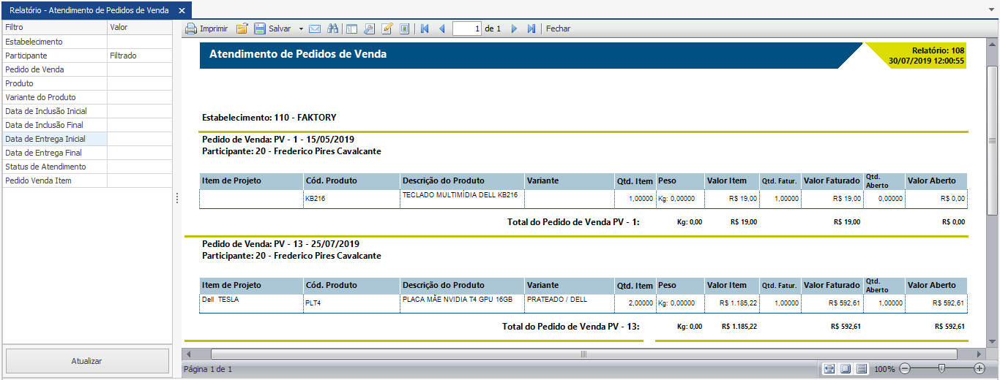 Relatório - Atendimento de Pedidos de Venda
Filtro Valor
Estabelecimento
Participante Filtrado
Pedido de Venda
Produto
Variante do Produto
Data de Inclusão Inicial
Data de Inclusão Final
Data de Entrega Inicial
Data de Entrega Final
Status de Atendimento
Pedido Venda Item
Atualizar
Imprimir Salvar 1 de 1 Fechar
Atendimento de Pedidos de Venda
Relatório: 108
30/07/2019 12:00:55
Estabelecimento: 110 - FAKTORY
Pedido de Venda: PV - 1 - 15/05/2019
Participante: 20 - Frederico Pires Cavalcante
Item de Projeto Cód. Produto Descrição do Produto Variante Qtd. Item Peso Valor Item Qtd. Fatur. Valor Faturado Qtd. Aberto Valor Aberto
KB216 TECLADO MULTIMÍDIA DELL KB216 1,00000 Kg: 0,00000 R$ 19,00 1,00000 R$ 19,00 0,00000 R$ 0,00
Total do Pedido de Venda PV - 1: Kg: 0,00 R$ 19,00 R$ 19,00 R$ 0,00
Pedido de Venda: PV - 13 - 25/07/2019
Participante: 20 - Frederico Pires Cavalcante
Item de Projeto Cód. Produto Descrição do Produto Variante Qtd. Item Peso Valor Item Qtd. Fatur. Valor Faturado Qtd. Aberto Valor Aberto
Dell TESLA PLT4 PLACA MÃE NVIDIA T4 GPU 16GB PRATEADO / DELL 2,00000 Kg: 0,00000 R$ 1.185,22 1,00000 R$ 592,61 1,00000 R$ 592,61
Total do Pedido de Venda PV - 13: Kg: 0,00 R$ 1.185,22 R$ 592,61 R$ 592,61
Página 1 de 1 100%